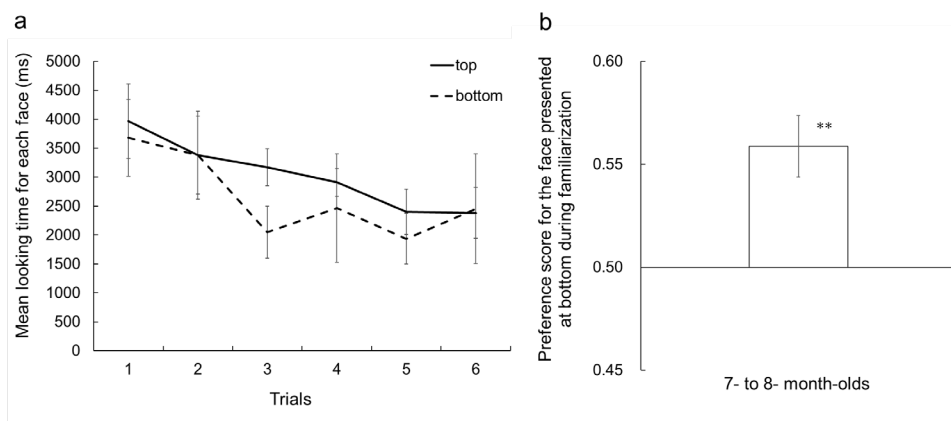 a
Mean looking time for each face (ms)
5000
4500
4000
3500
3000
2500
2000
1500
1000
500
0
top
bottom
1 2 3 4 5 6
Trials
b
Preference score for the face presented
at bottom during familiarization
0.60
0.55
0.50
0.45
**
7- to 8- month-olds